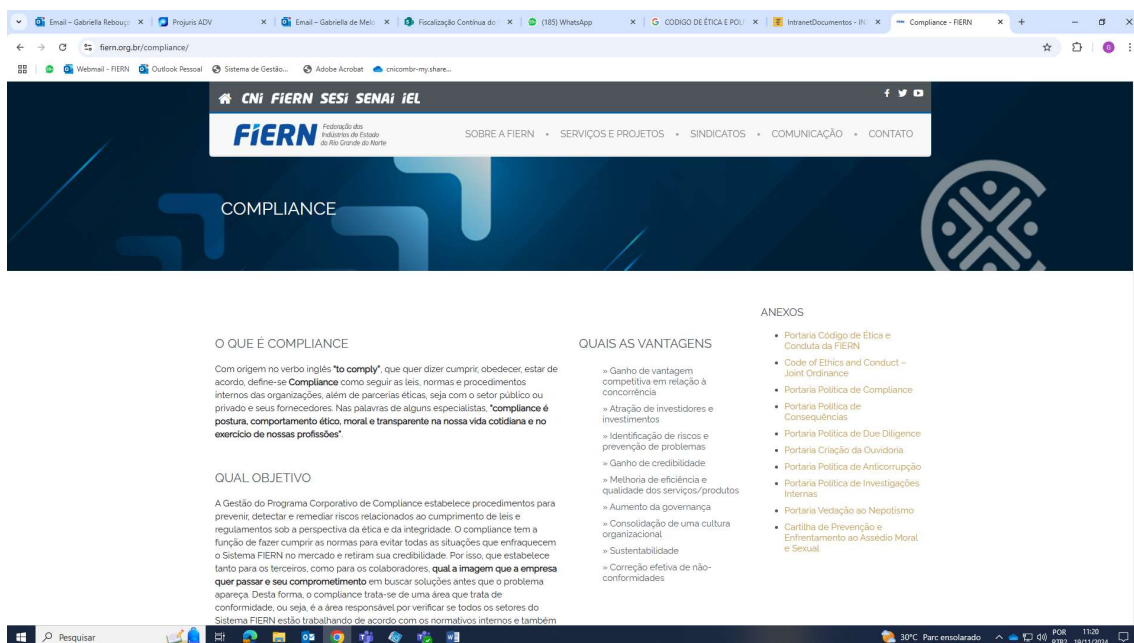 Email – Gabriella Rebouç
Projuris ADV
Email – Gabriella de Melo
Fiscalização Contínua do
(185) WhatsApp
CODIGO DE ÉTICA E POLI
IntranetDocumentos - IN
Compliance - FIERN
fiern.org.br/compliance/
G
Webmail - FIERN
Outlook Pessoal
Sistema de Gestão...
Adobe Acrobat
cnicombr-my.share...
CNi FiERN SESi SENAi iEL
FiERN
Federação das
Indústrias do Estado
do Rio Grande do Norte
SOBRE A FIERN • SERVIÇOS E PROJETOS • SINDICATOS • COMUNICAÇÃO • CONTATO
COMPLIANCE
O QUE É COMPLIANCE
Com origem no verbo inglês "to comply", que quer dizer cumprir, obedecer, estar de
acordo, define-se Compliance como seguir as leis, normas e procedimentos
internos das organizações, além de parcerias éticas, seja com o setor público ou
privado e seus fornecedores. Nas palavras de alguns especialistas, "compliance é
postura, comportamento ético, moral e transparente na nossa vida cotidiana e no
exercício de nossas profissões".
QUAL OBJETIVO
A Gestão do Programa Corporativo de Compliance estabelece procedimentos para
prevenir, detectar e remediar riscos relacionados ao cumprimento de leis e
regulamentos sob a perspectiva da ética e da integridade. O compliance tem a
função de fazer cumprir as normas para evitar todas as situações que enfraquecem
o Sistema FIERN no mercado e retiram sua credibilidade. Por isso, que estabelece
tanto para os terceiros, como para os colaboradores, qual a imagem que a empresa
quer passar e seu comprometimento em buscar soluções antes que o problema
apareça. Desta forma, o compliance trata-se de uma área que trata de
conformidade, ou seja, é a área responsável por verificar se todos os setores do
Sistema FIERN estão trabalhando de acordo com os normativos internos e também
QUAIS AS VANTAGENS
» Ganho de vantagem
competitiva em relação à
concorrência
» Atração de investidores e
investimentos
» Identificação de riscos e
prevenção de problemas
» Ganho de credibilidade
» Melhoria de eficiência e
qualidade dos serviços/produtos
» Aumento da governança
» Consolidação de uma cultura
organizacional
» Sustentabilidade
» Correção efetiva de não-
conformidades
ANEXOS
• Portaria Código de Ética e
Conduta da FIERN
• Code of Ethics and Conduct –
Joint Ordinance
• Portaria Política de Compliance
• Portaria Política de
Consequências
• Portaria Política de Due Diligence
• Portaria Criação da Ouvidoria
• Portaria Política de Anticorrupção
• Portaria Política de Investigações
Internas
• Portaria Vedação ao Nepotismo
• Cartilha de Prevenção e
Enfrentamento ao Assédio Moral
e Sexual
Pesquisar
30°C Parc ensolarado
POR
PTB2
11:20
19/11/2024